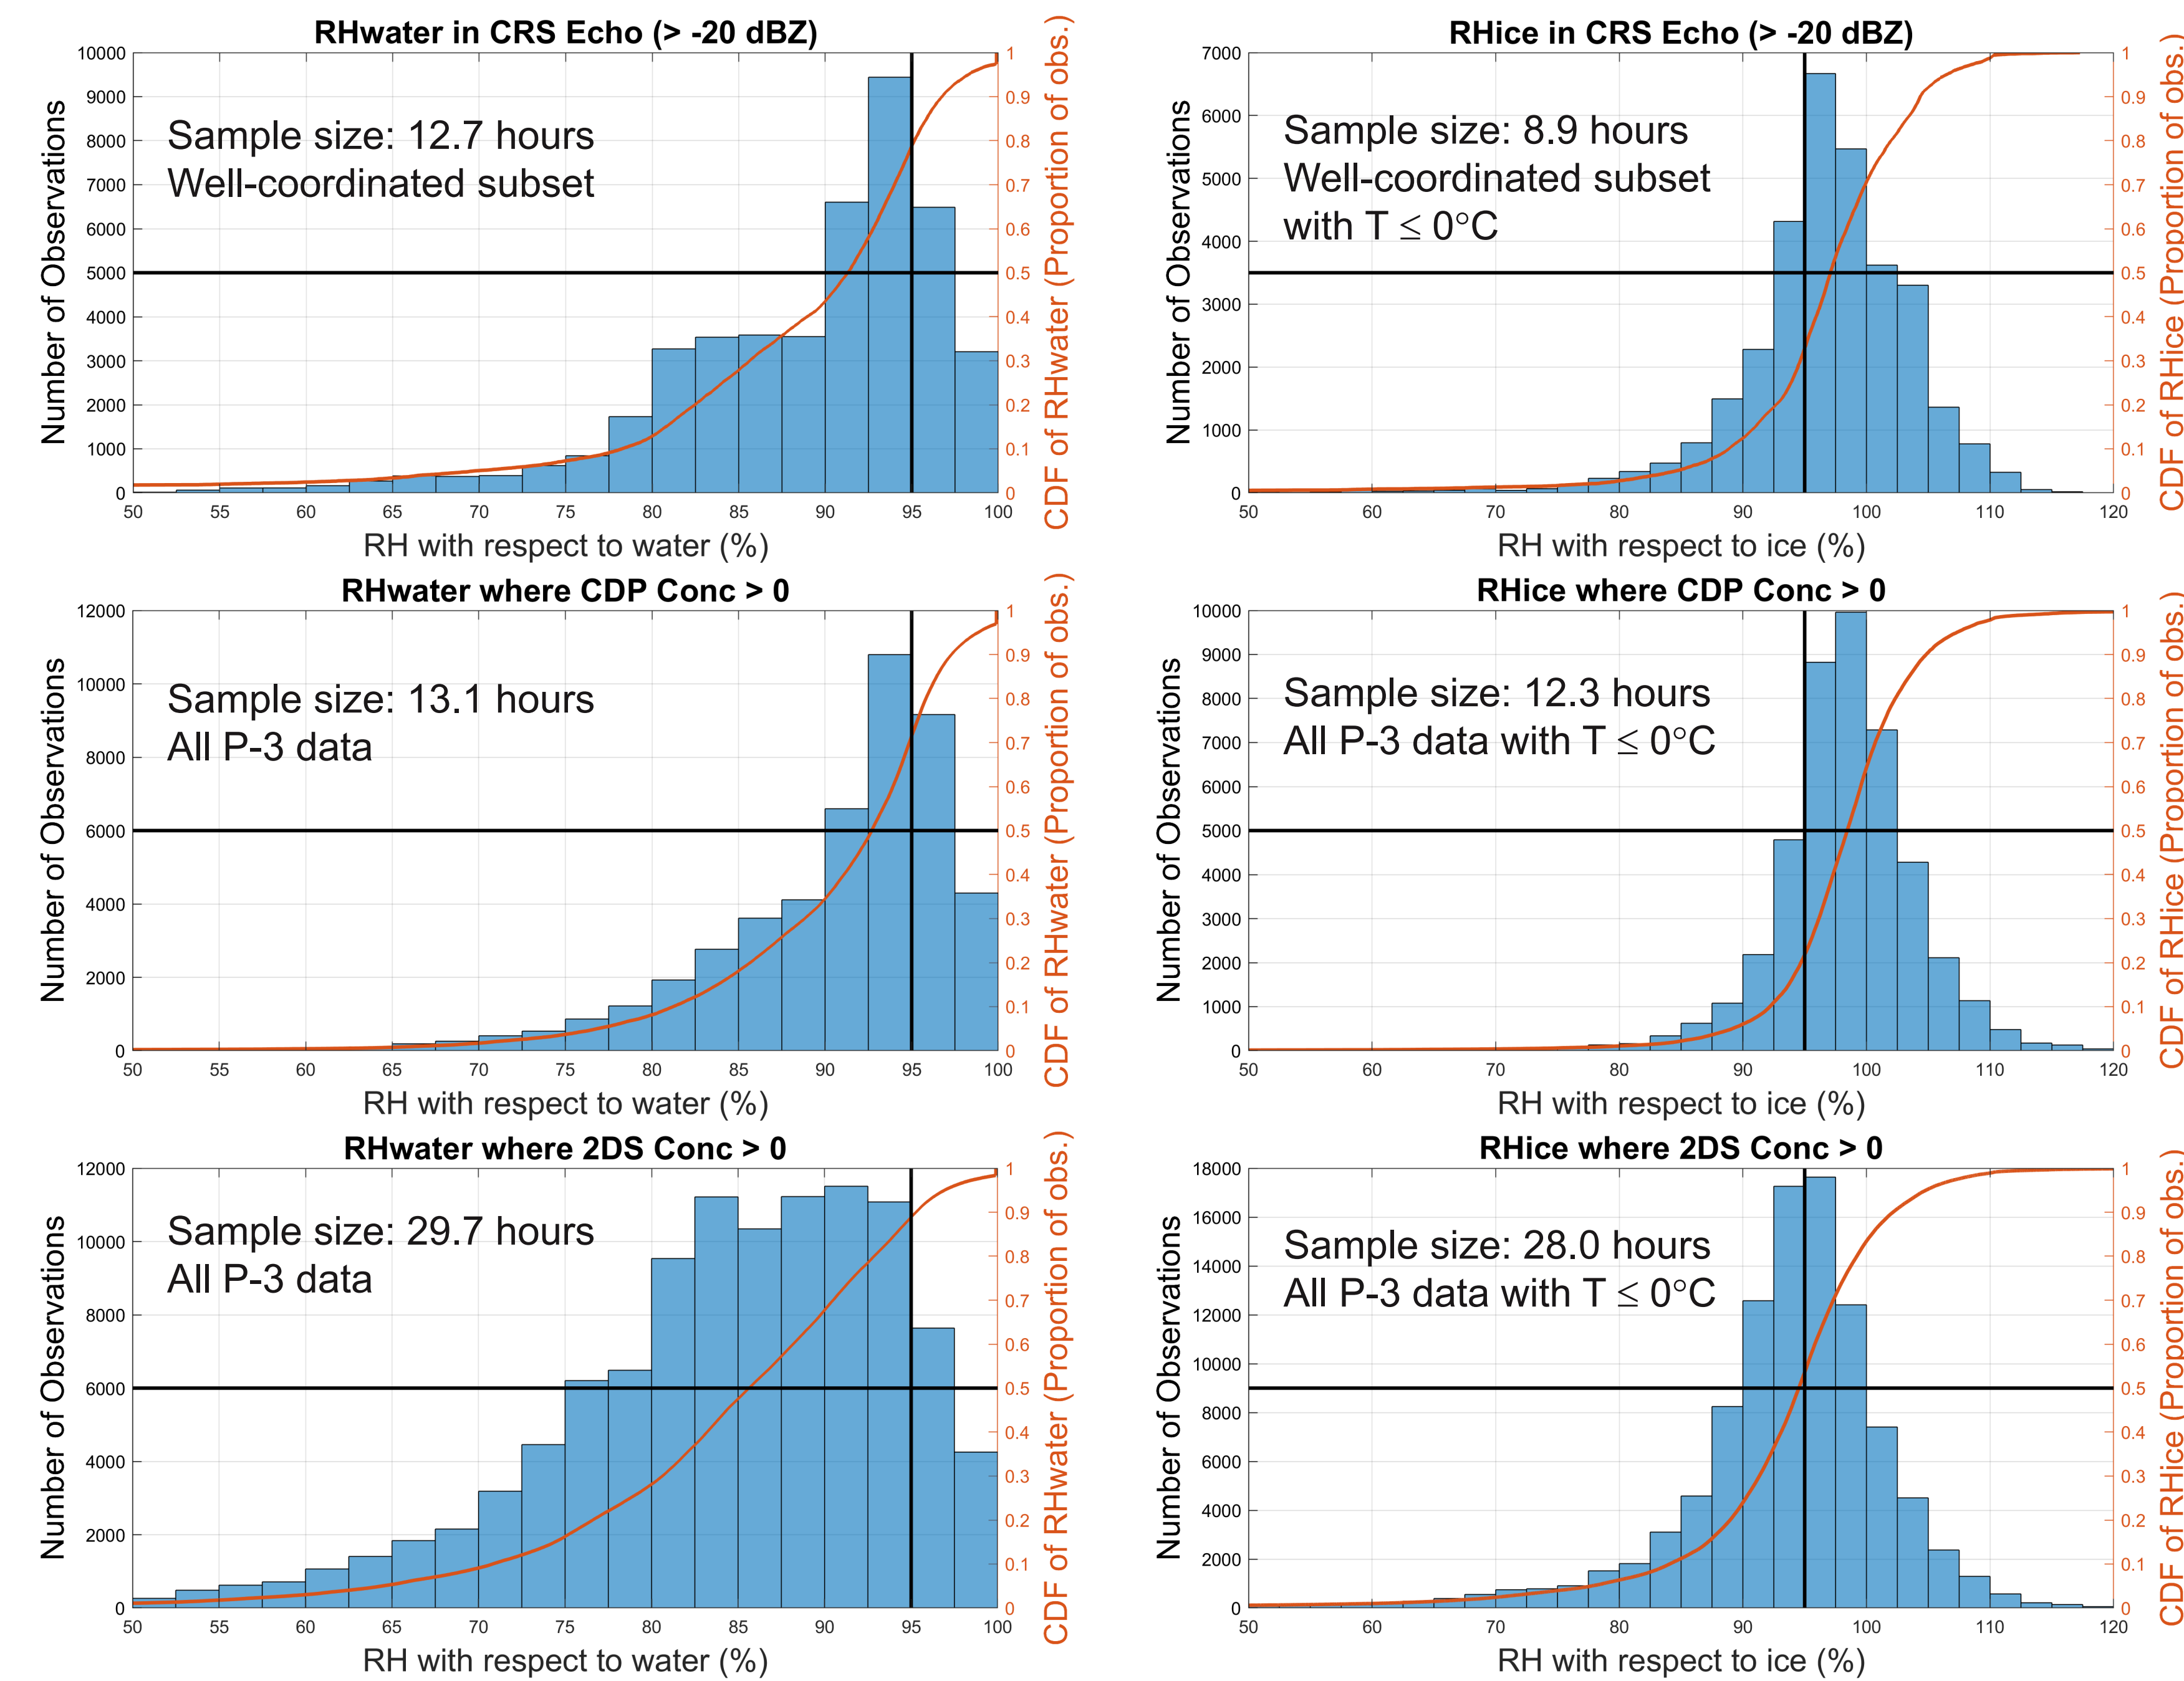 RHwater in CRS Echo (> -20 dBZ)
10000
9000
8000
7000
6000
5000
4000
3000
2000
1000
0
Number of Observations
Sample size: 12.7 hours
Well-coordinated subset
1
0.9
0.8
0.7
0.6
0.5
0.4
0.3
0.2
0.1
0
CDF of RHwater (Proportion of obs.)
50 55 60 65 70 75 80 85 90 95 100
RH with respect to water (%)
RHice in CRS Echo (> -20 dBZ)
7000
6000
5000
4000
3000
2000
1000
0
Number of Observations
Sample size: 8.9 hours
Well-coordinated subset
with T ≤ 0°C
1
0.9
0.8
0.7
0.6
0.5
0.4
0.3
0.2
0.1
0
CDF of RHice (Proportion of obs.)
50 60 70 80 90 100 110 120
RH with respect to ice (%)
RHwater where CDP Conc > 0
12000
10000
8000
6000
4000
2000
0
Number of Observations
Sample size: 13.1 hours
All P-3 data
1
0.9
0.8
0.7
0.6
0.5
0.4
0.3
0.2
0.1
0
CDF of RHwater (Proportion of obs.)
50 55 60 65 70 75 80 85 90 95 100
RH with respect to water (%)
RHice where CDP Conc > 0
10000
9000
8000
7000
6000
5000
4000
3000
2000
1000
0
Number of Observations
Sample size: 12.3 hours
All P-3 data with T ≤ 0°C
1
0.9
0.8
0.7
0.6
0.5
0.4
0.3
0.2
0.1
0
CDF of RHice (Proportion of obs.)
50 60 70 80 90 100 110 120
RH with respect to ice (%)
RHwater where 2DS Conc > 0
12000
10000
8000
6000
4000
2000
0
Number of Observations
Sample size: 29.7 hours
All P-3 data
1
0.9
0.8
0.7
0.6
0.5
0.4
0.3
0.2
0.1
0
CDF of RHwater (Proportion of obs.)
50 55 60 65 70 75 80 85 90 95 100
RH with respect to water (%)
RHice where 2DS Conc > 0
18000
16000
14000
12000
10000
8000
6000
4000
2000
0
Number of Observations
Sample size: 28.0 hours
All P-3 data with T ≤ 0°C
1
0.9
0.8
0.7
0.6
0.5
0.4
0.3
0.2
0.1
0
CDF of RHice (Proportion of obs.)
50 60 70 80 90 100 110 120
RH with respect to ice (%)